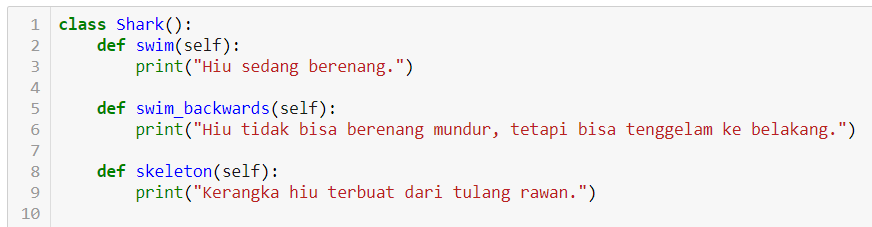 1 class Shark():
2     def swim(self):
3         print("Hiu sedang berenang.")
4
5     def swim_backwards(self):
6         print("Hiu tidak bisa berenang mundur, tetapi bisa tenggelam ke belakang.")
7
8     def skeleton(self):
9         print("Kerangka hiu terbuat dari tulang rawan.")
10